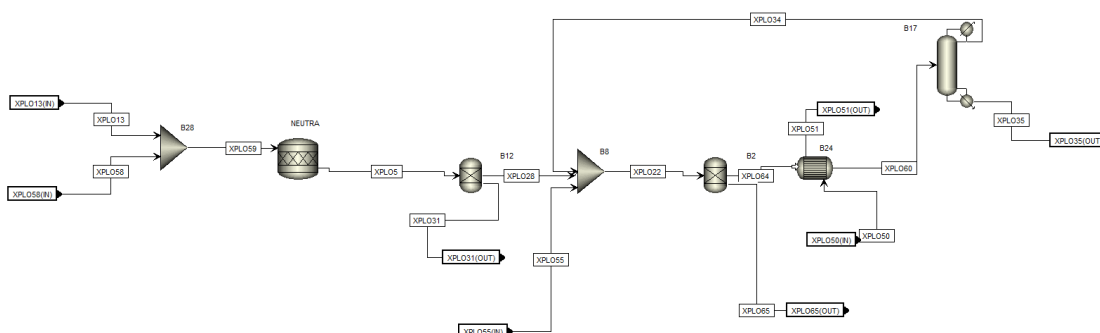 XPLO34
B17
XPLO13(IN)
XPLO13
B28
NEUTRA
XPLO51(OUT)
XPLO51
XPLO35
XPLO35(OUT
XPLO59
B12
B8
B2
B24
XPLO58
XPLO5
XPLO28
XPLO22
XPLO64
XPLO60
XPLO58(IN)
XPLO31
XPLO50
XPLO50(IN)
XPLO31(OUT)
XPLO55
XPLO65
XPLO65(OUT)
XPLO55(IN)